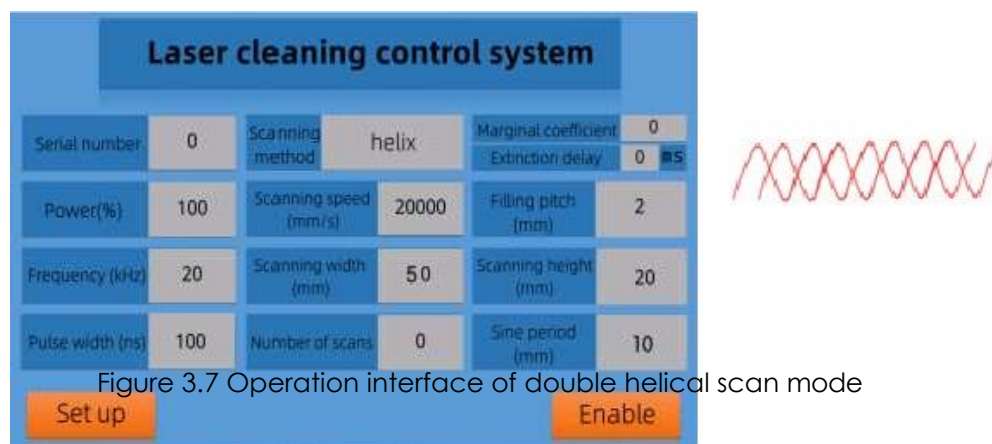 Laser cleaning control system
Serial number 0
Scanning method helix
Marginal coefficient 0
Extinction delay 0 ms
Power(%) 100
Scanning speed (mm/s) 20000
Filling pitch (mm) 2
Frequency (kHz) 20
Scanning width (mm) 50
Scanning height (mm) 20
Pulse width (ns) 100
Number of scans 0
Sine period (mm) 10
Figure 3.7 Operation interface of double helical scan mode
Set up
Enable